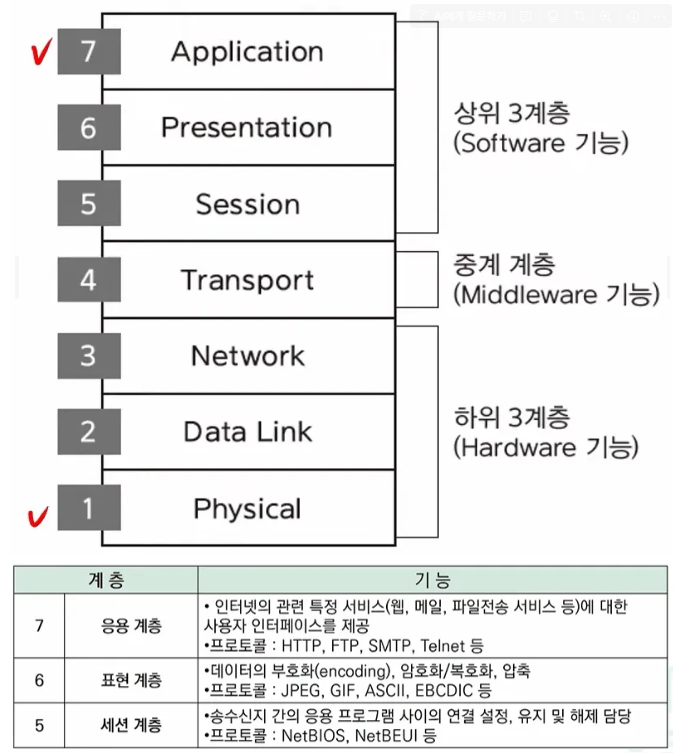 7 Application
6 Presentation
5 Session
상위 3계층
(Software 기능)
4 Transport
중계 계층
(Middleware 기능)
3 Network
2 Data Link
1 Physical
하위 3계층
(Hardware 기능)
계 층 기 능
7 응용 계층
• 인터넷의 관련 특정 서비스(웹, 메일, 파일전송 서비스 등)에 대한
사용자 인터페이스를 제공
•프로토콜 : HTTP, FTP, SMTP, Telnet 등
6 표현 계층
•데이터의 부호화(encoding), 암호화/복호화, 압축
•프로토콜 : JPEG, GIF, ASCII, EBCDIC 등
5 세션 계층
•송수신지 간의 응용 프로그램 사이의 연결 설정, 유지 및 해제 담당
•프로토콜 : NetBIOS, NetBEUI 등